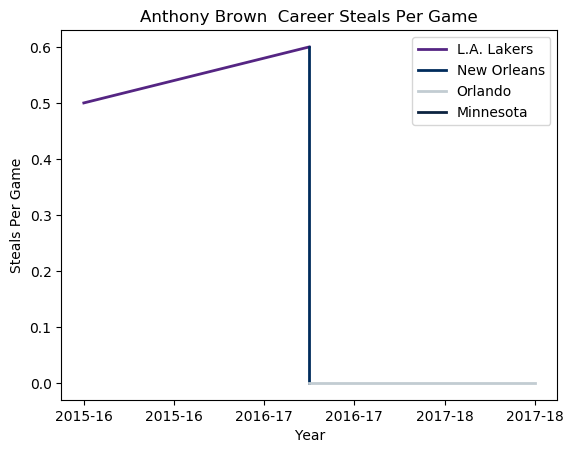 Anthony Brown  Career Steals Per Game
L.A. Lakers
New Orleans
Orlando
Minnesota
0.6
0.5
0.4
0.3
0.2
0.1
0.0
Steals Per Game
2015-16 2015-16 2016-17 2016-17 2017-18 2017-18
Year